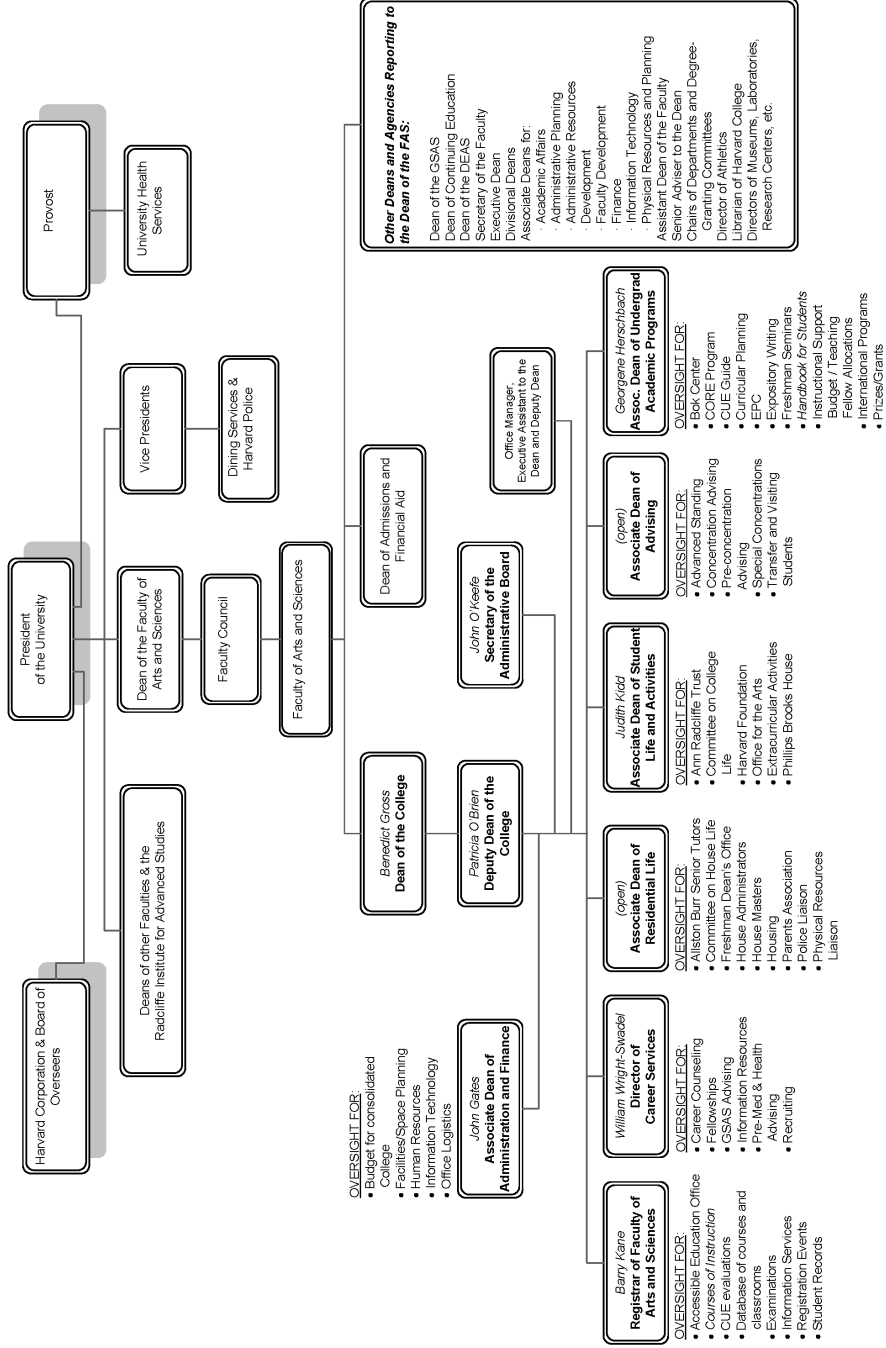 Harvard Corporation & Board of
Overseers
President
of the University
Provost
Deans of other Faculties & the
Radcliffe Institute for Advanced Studies
Dean of the Faculty of
Arts and Sciences
Vice Presidents
University Health
Services
Faculty Council
Dining Services &
Harvard Police
Faculty of Arts and Sciences
Benedict Gross
Dean of the College
Dean of Admissions and
Financial Aid
Other Deans and Agencies Reporting to
the Dean of the FAS:
Dean of the GSAS
Dean of Continuing Education
Dean of the DEAS
Secretary of the Faculty
Executive Dean
Divisional Deans
Associate Deans for:
· Academic Affairs
· Administrative Planning
· Administrative Resources
· Development
· Faculty Development
· Finance
· Information Technology
· Physical Resources and Planning
Assistant Dean of the Faculty
Senior Adviser to the Dean
Chairs of Departments and Degree-
Granting Committees
Director of Athletics
Librarian of Harvard College
Directors of Museums, Laboratories,
Research Centers, etc.
OVERSIGHT FOR:
• Budget for consolidated
College
• Facilities/Space Planning
• Human Resources
• Information Technology
• Office Logistics
John Gates
Associate Dean of
Administration and Finance
Patricia O'Brien
Deputy Dean of the
College
John O'Keefe
Secretary of the
Administrative Board
Office Manager,
Executive Assistant to the
Dean and Deputy Dean
Barry Kane
Registrar of Faculty of
Arts and Sciences
OVERSIGHT FOR:
• Accessible Education Office
• Courses of Instruction
• CUE evaluations
• Database of courses and
classrooms
• Examinations
• Information Services
• Registration Events
• Student Records
William Wright-Swadel
Director of
Career Services
OVERSIGHT FOR:
• Career Counseling
• Fellowships
• GSAS Advising
• Information Resources
• Pre-Med & Health
Advising
• Recruiting
(open)
Associate Dean of
Residential Life
OVERSIGHT FOR:
• Allston Burr Senior Tutors
• Committee on House Life
• Freshman Dean's Office
• House Administrators
• House Masters
• Housing
• Parents Association
• Police Liaison
• Physical Resources
Liaison
Judith Kidd
Associate Dean of Student
Life and Activities
OVERSIGHT FOR:
• Ann Radcliffe Trust
• Committee on College
Life
• Harvard Foundation
• Office for the Arts
• Extracurricular Activities
• Phillips Brooks House
(open)
Associate Dean of
Advising
OVERSIGHT FOR:
• Advanced Standing
• Concentration Advising
• Pre-concentration
Advising
• Special Concentrations
• Transfer and Visiting
Students
Georgene Herschbach
Assoc. Dean of Undergrad
Academic Programs
OVERSIGHT FOR:
• Bok Center
• CORE Program
• CUE Guide
• Curricular Planning
• EPC
• Expository Writing
• Freshman Seminars
• Handbook for Students
• Instructional Support
Budget / Teaching
Fellow Allocations
• International Programs
• Prizes/Grants